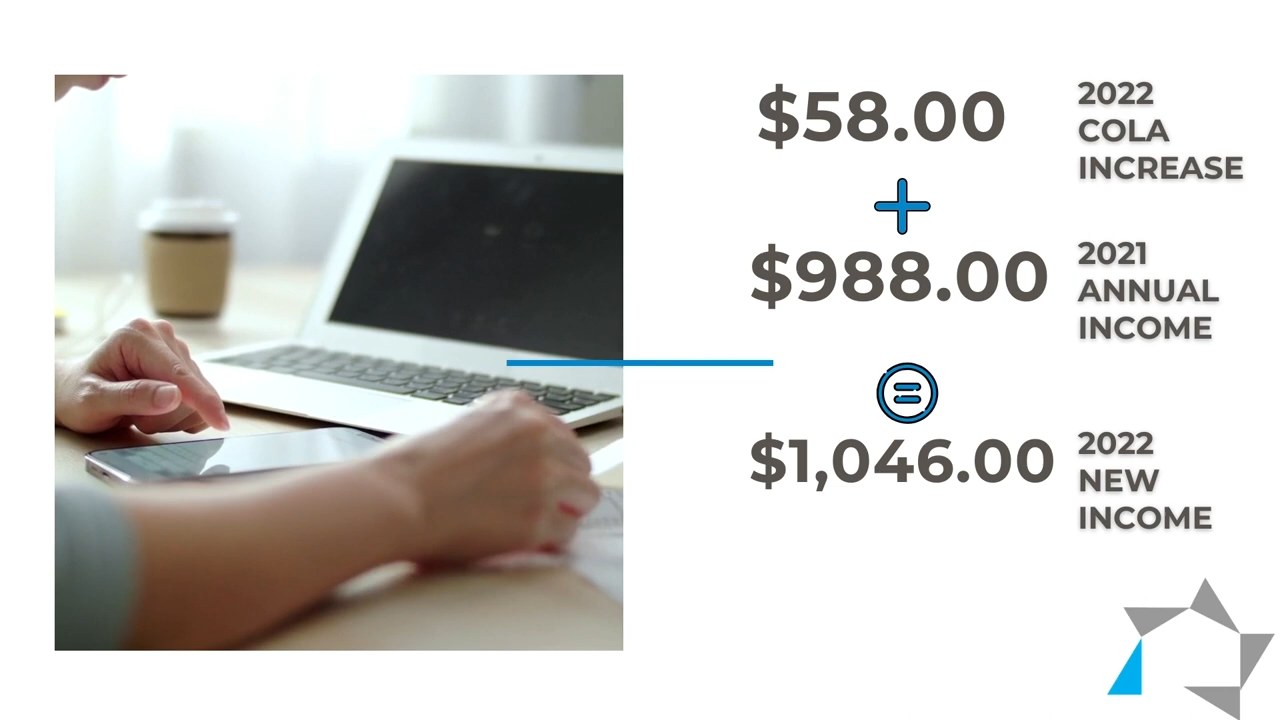 $58.00
2022
COLA
INCREASE
$988.00
2021
ANNUAL
INCOME
$1,046.00
2022
NEW
INCOME